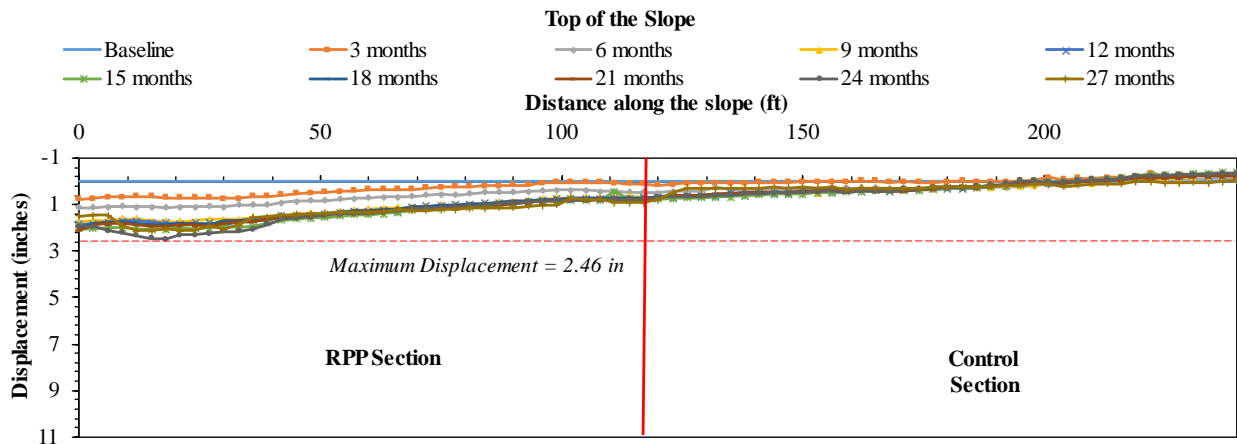 Top of the Slope
Baseline 3 months 6 months 9 months 12 months
15 months 18 months 21 months 24 months 27 months
Distance along the slope (ft)
0 50 100 150 200
-1
1
3
5
7
9
11
Displacement (inches)
Maximum Displacement = 2.46 in
RPP Section
Control
Section